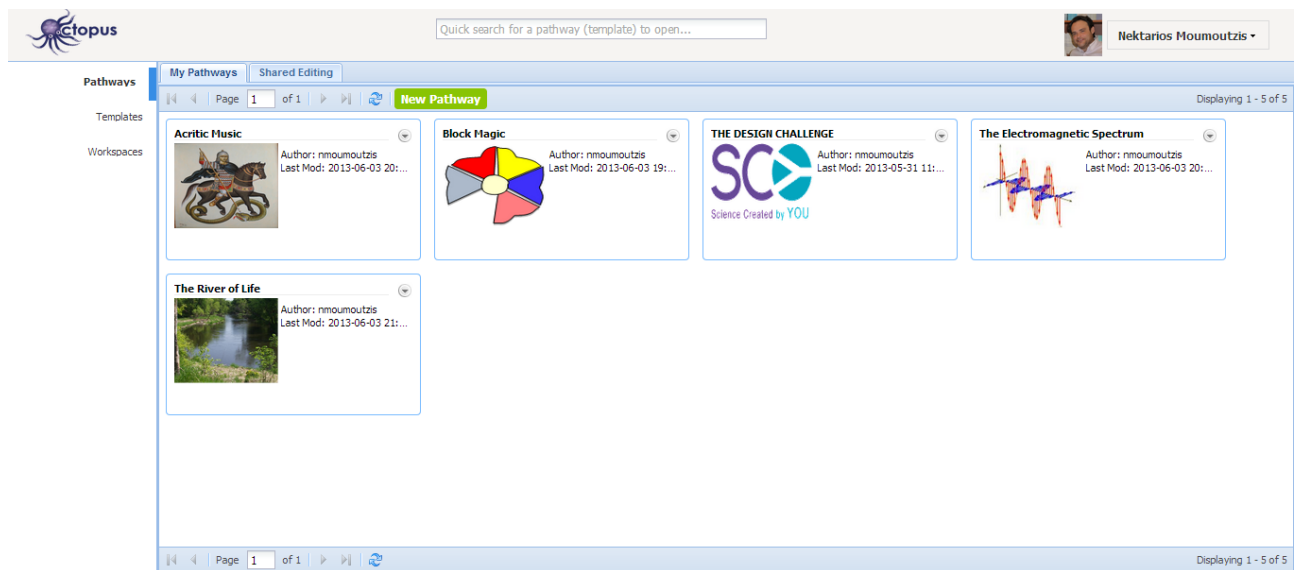 Octopus
Quick search for a pathway (template) to open...
Nektarios Moumoutzis
Pathways
Templates
Workspaces
My Pathways Shared Editing
Page 1 of 1 New Pathway Displaying 1 - 5 of 5
Acritic Music
Author: nmoumoutzis
Last Mod: 2013-06-03 20:...
Block Magic
Author: nmoumoutzis
Last Mod: 2013-06-03 19:...
THE DESIGN CHALLENGE
SCY
Science Created by YOU
Author: nmoumoutzis
Last Mod: 2013-05-31 11:...
The Electromagnetic Spectrum
Author: nmoumoutzis
Last Mod: 2013-06-03 20:...
The River of Life
Author: nmoumoutzis
Last Mod: 2013-06-03 21:...
Page 1 of 1 Displaying 1 - 5 of 5